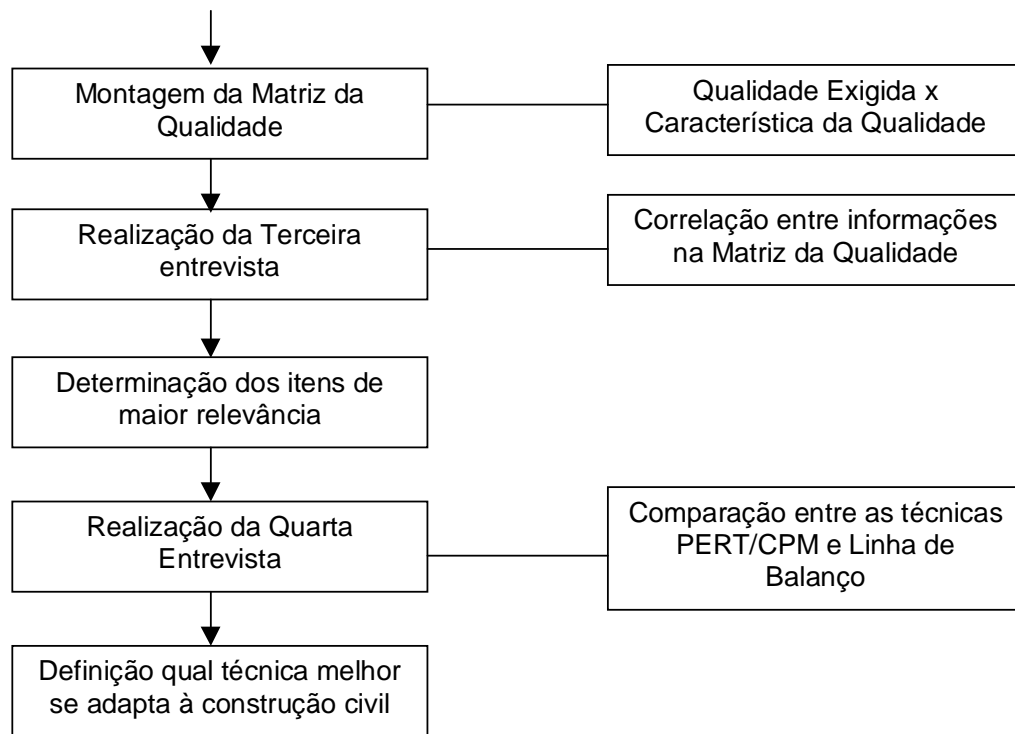 Montagem da Matriz da
Qualidade
Qualidade Exigida x
Característica da Qualidade
Realização da Terceira
entrevista
Correlação entre informações
na Matriz da Qualidade
Determinação dos itens de
maior relevância
Realização da Quarta
Entrevista
Comparação entre as técnicas
PERT/CPM e Linha de
Balanço
Definição qual técnica melhor
se adapta à construção civil